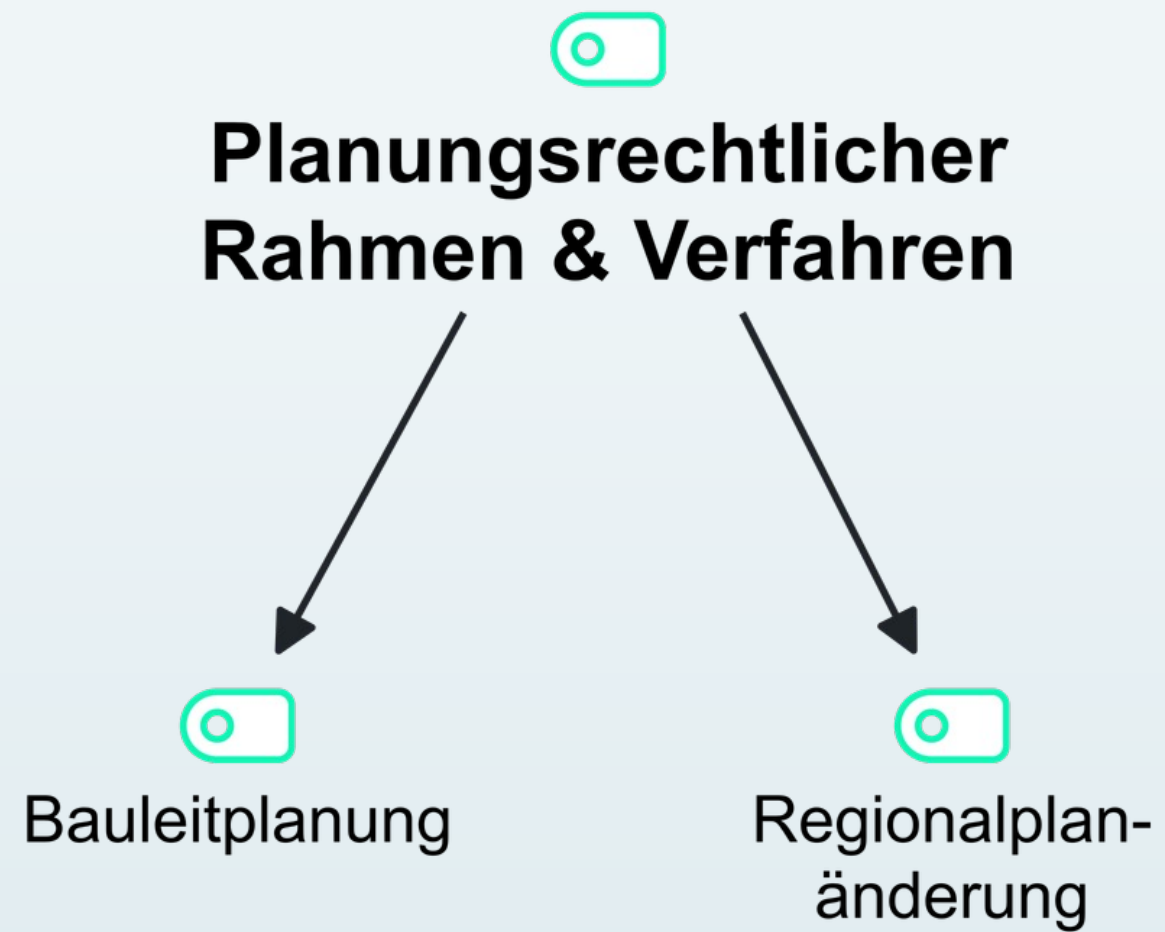 Planungsrechtlicher
Rahmen & Verfahren
Bauleitplanung
Regionalplan-
änderung